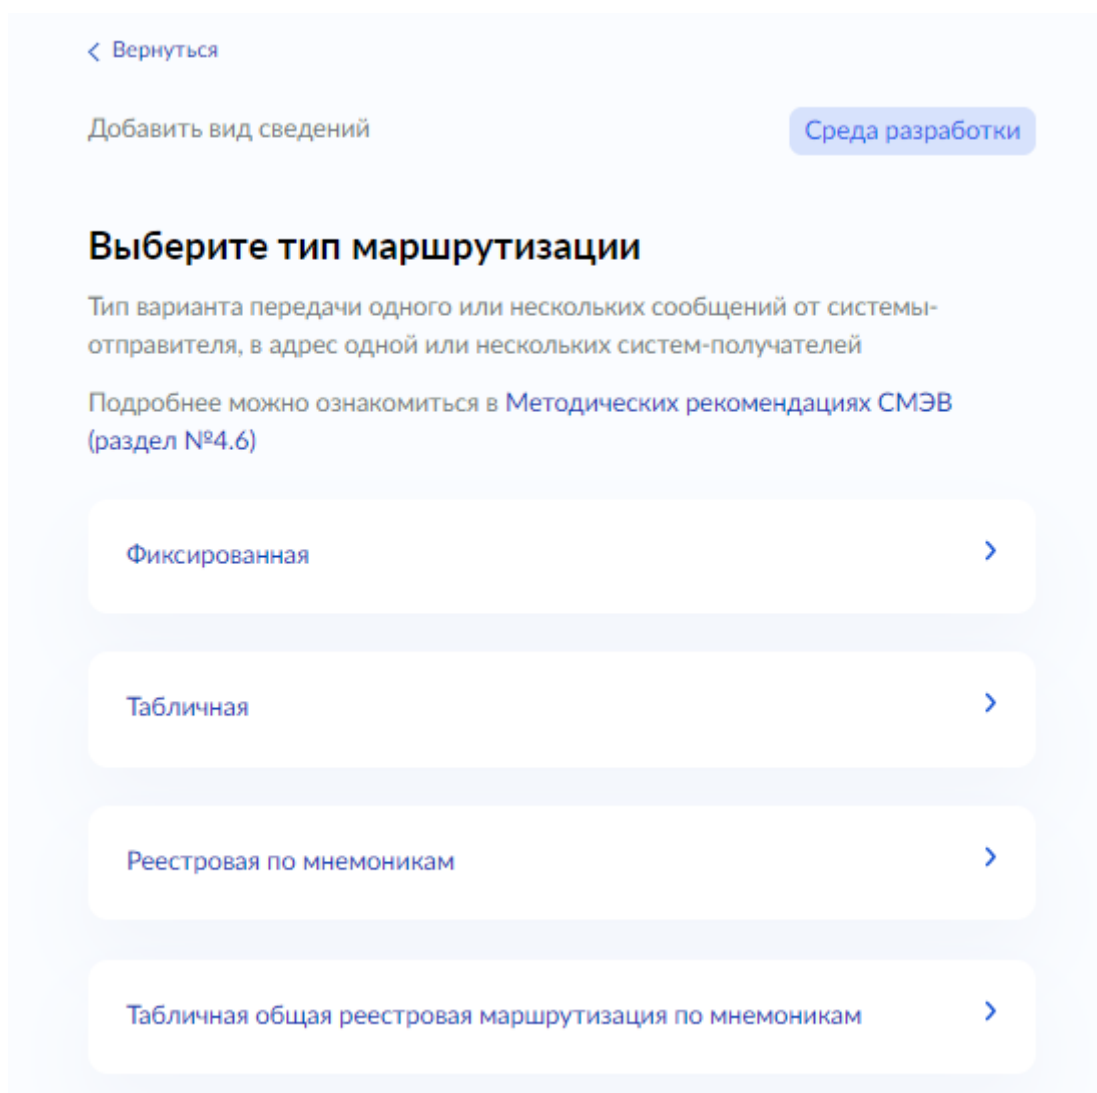 Вернуться
Добавить вид сведений
Среда разработки
Выберите тип маршрутизации
Тип варианта передачи одного или нескольких сообщений от системы-
отправителя, в адрес одной или нескольких систем-получателей
Подробнее можно ознакомиться в Методических рекомендациях СМЭВ
(раздел №4.6)
Фиксированная
Табличная
Реестровая по мнемоникам
Табличная общая реестровая маршрутизация по мнемоникам